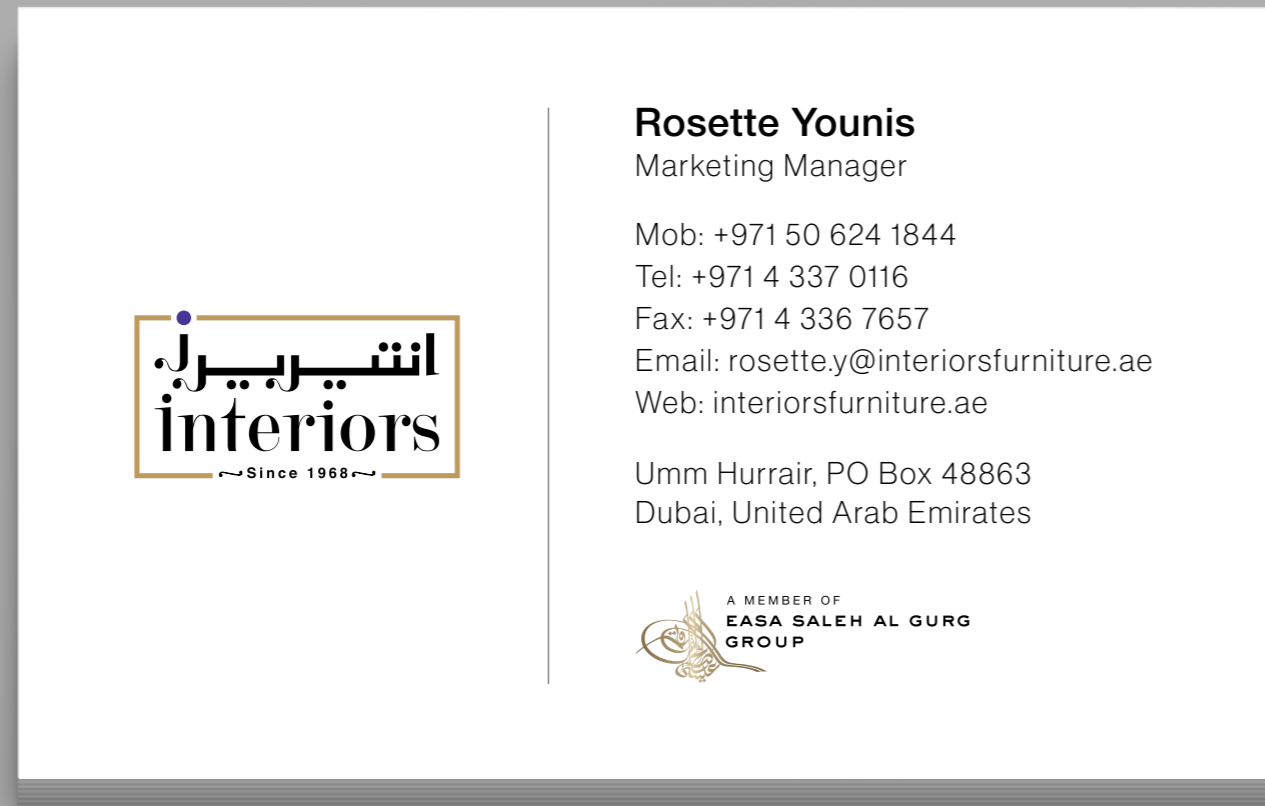 انتيريرز
interiors
Since 1968
Rosette Younis
Marketing Manager
Mob: +971 50 624 1844
Tel: +971 4 337 0116
Fax: +971 4 336 7657
Email: rosette.y@interiorsfurniture.ae
Web: interiorsfurniture.ae
Umm Hurrair, PO Box 48863
Dubai, United Arab Emirates
A MEMBER OF
EASA SALEH AL GURG
GROUP